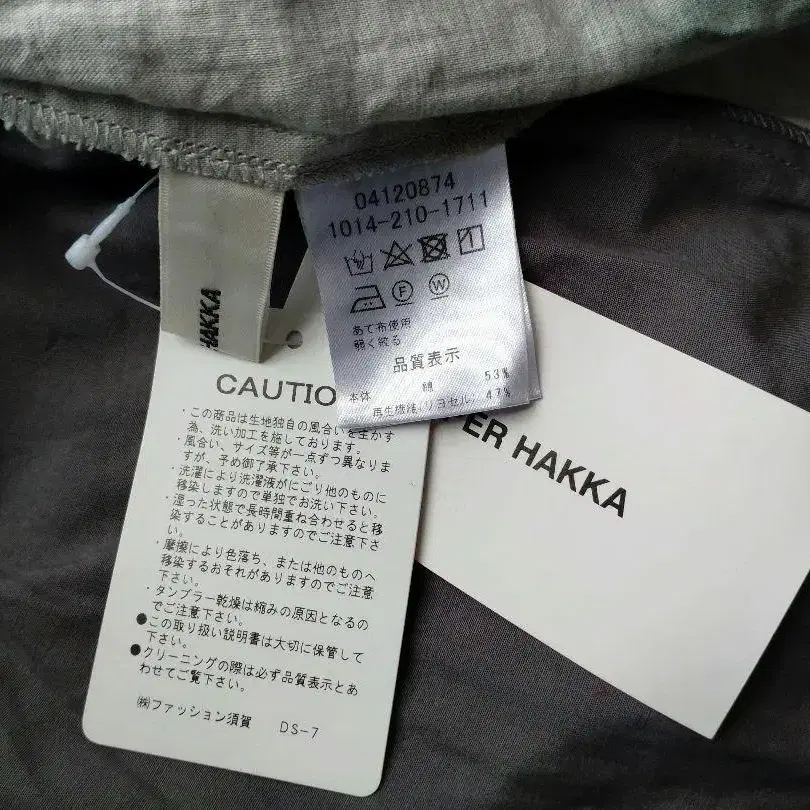 04120874
1014-210-1711
F W
あて布使用
弱く絞る
品質表示
本体 綿 53%
再生繊維(リヨセル) 47%
HAKKA
CAUTIO
・この商品は生地独自の風合いを生かす
為、洗い加工を施しております。
・風合い、サイズ等が一点ずつ異なりま
すが、予め御了承下さい。
・洗濯により洗濯液がにごり他のものに
移染しますので単独でお洗い下さい。
・湿った状態で長時間重ね合わせると移
染することがありますのでご注意下さ
い。
・摩擦により色落ち、または他のものへ
移染するおそれがありますのでご注意
下さい。
・タンブラー乾燥は縮みの原因となるの
でご注意下さい。
●この取り扱い説明書は大切に保管して
下さい。
●クリーニングの際は必ず品質表示とあ
わせてご覧下さい。
㈱ファッション須賀 DS-7
PER HAKKA